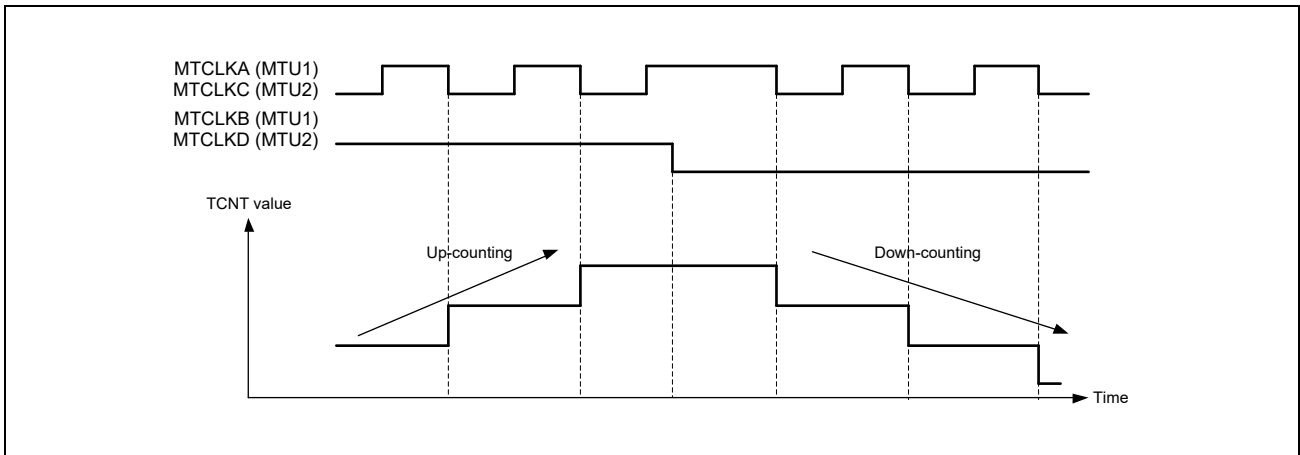 MTCLKA (MTU1)
MTCLKC (MTU2)
MTCLKB (MTU1)
MTCLKD (MTU2)
TCNT value
Up-counting
Down-counting
Time